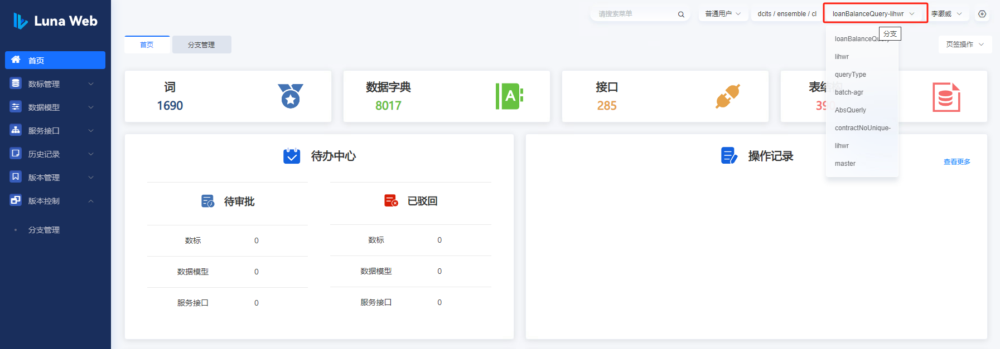 Luna Web
首页
数标管理
数据模型
服务接口
历史记录
版本管理
版本控制
分支管理
请搜索菜单
普通用户
dcits / ensemble / cl
loanBalanceQuery-lihwr
李灏威
分支
loanBalanceQuery-
lihwr
queryType
batch-agr
AbsQuerly
contractNoUnique-
lihwr
master
首页
分支管理
页签操作
词
1690
数据字典
8017
接口
285
表结构
390
待办中心
待审批
数标 0
数据模型 0
服务接口 0
已驳回
数标 0
数据模型 0
服务接口 0
操作记录
查看更多